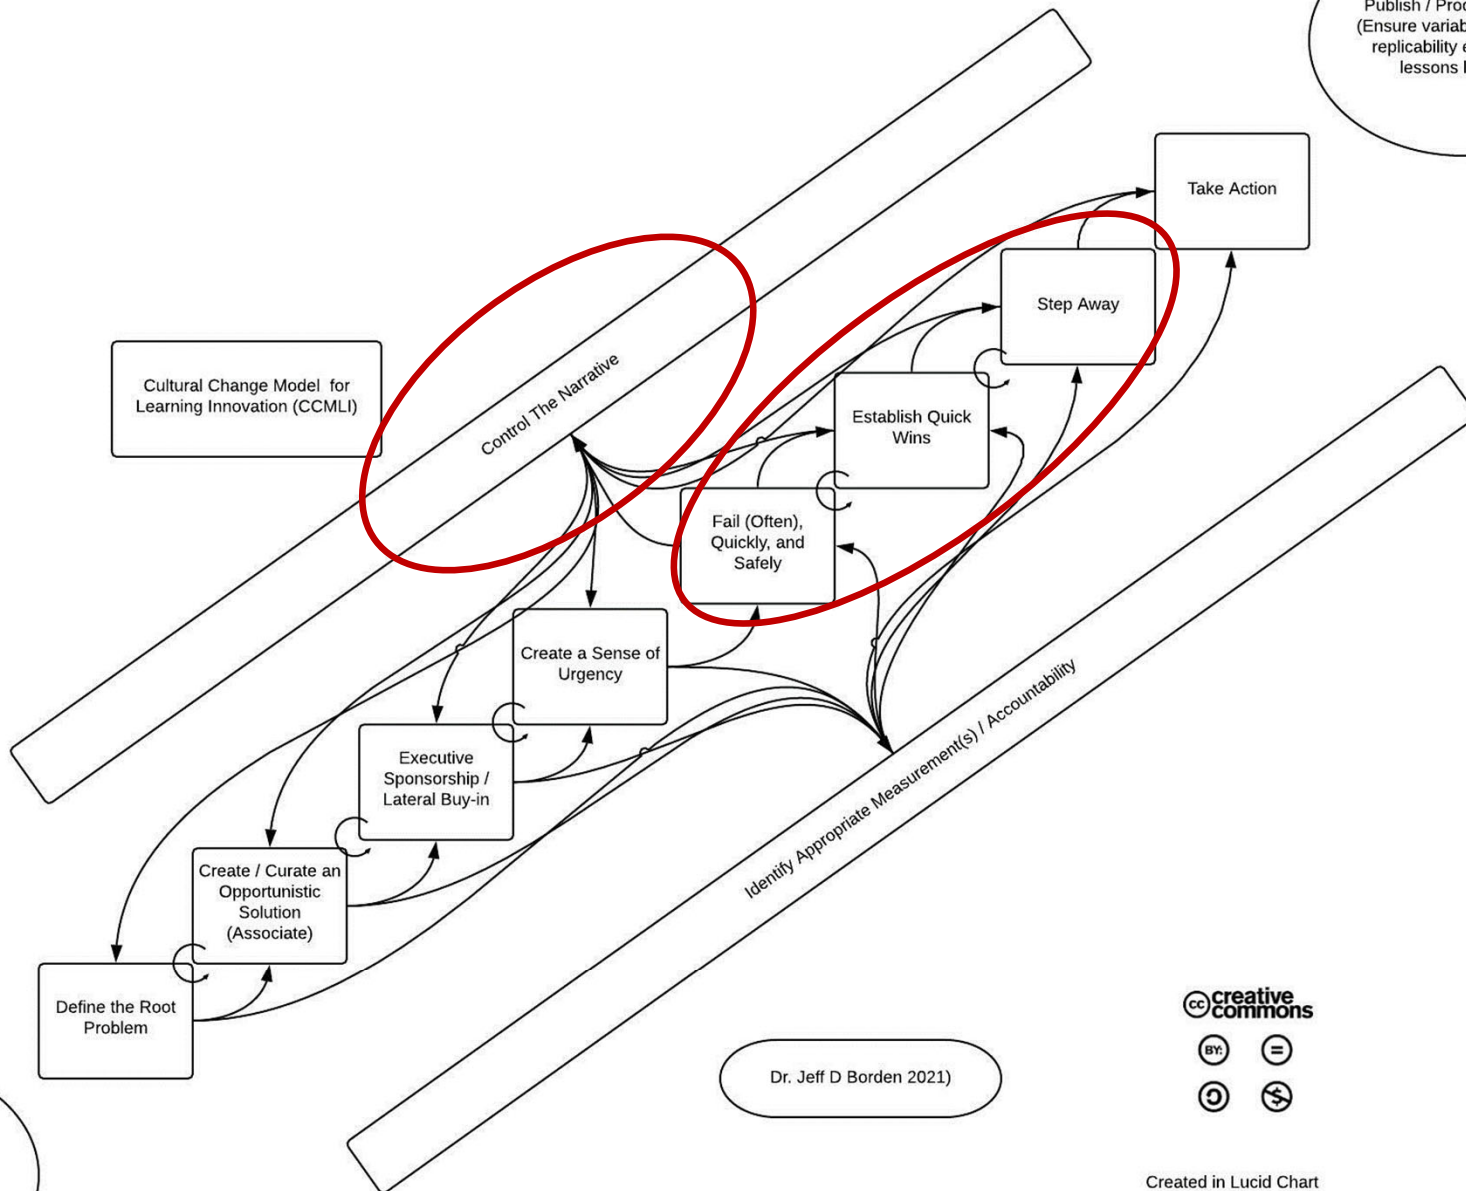 Publish / Proc
(Ensure variab
replicability e
lessons l
Take Action
Step Away
Control The Narrative
Cultural Change Model  for
Learning Innovation (CCMLI)
Establish Quick
Wins
Fail (Often),
Quickly, and
Safely
Create a Sense of
Urgency
Identify Appropriate Measurement(s) / Accountability
Executive
Sponsorship /
Lateral Buy-in
Create / Curate an
Opportunistic
Solution
(Associate)
Define the Root
Problem
cc creative
commons
BY: =
Dr. Jeff D Borden 2021)
$
Created in Lucid Chart